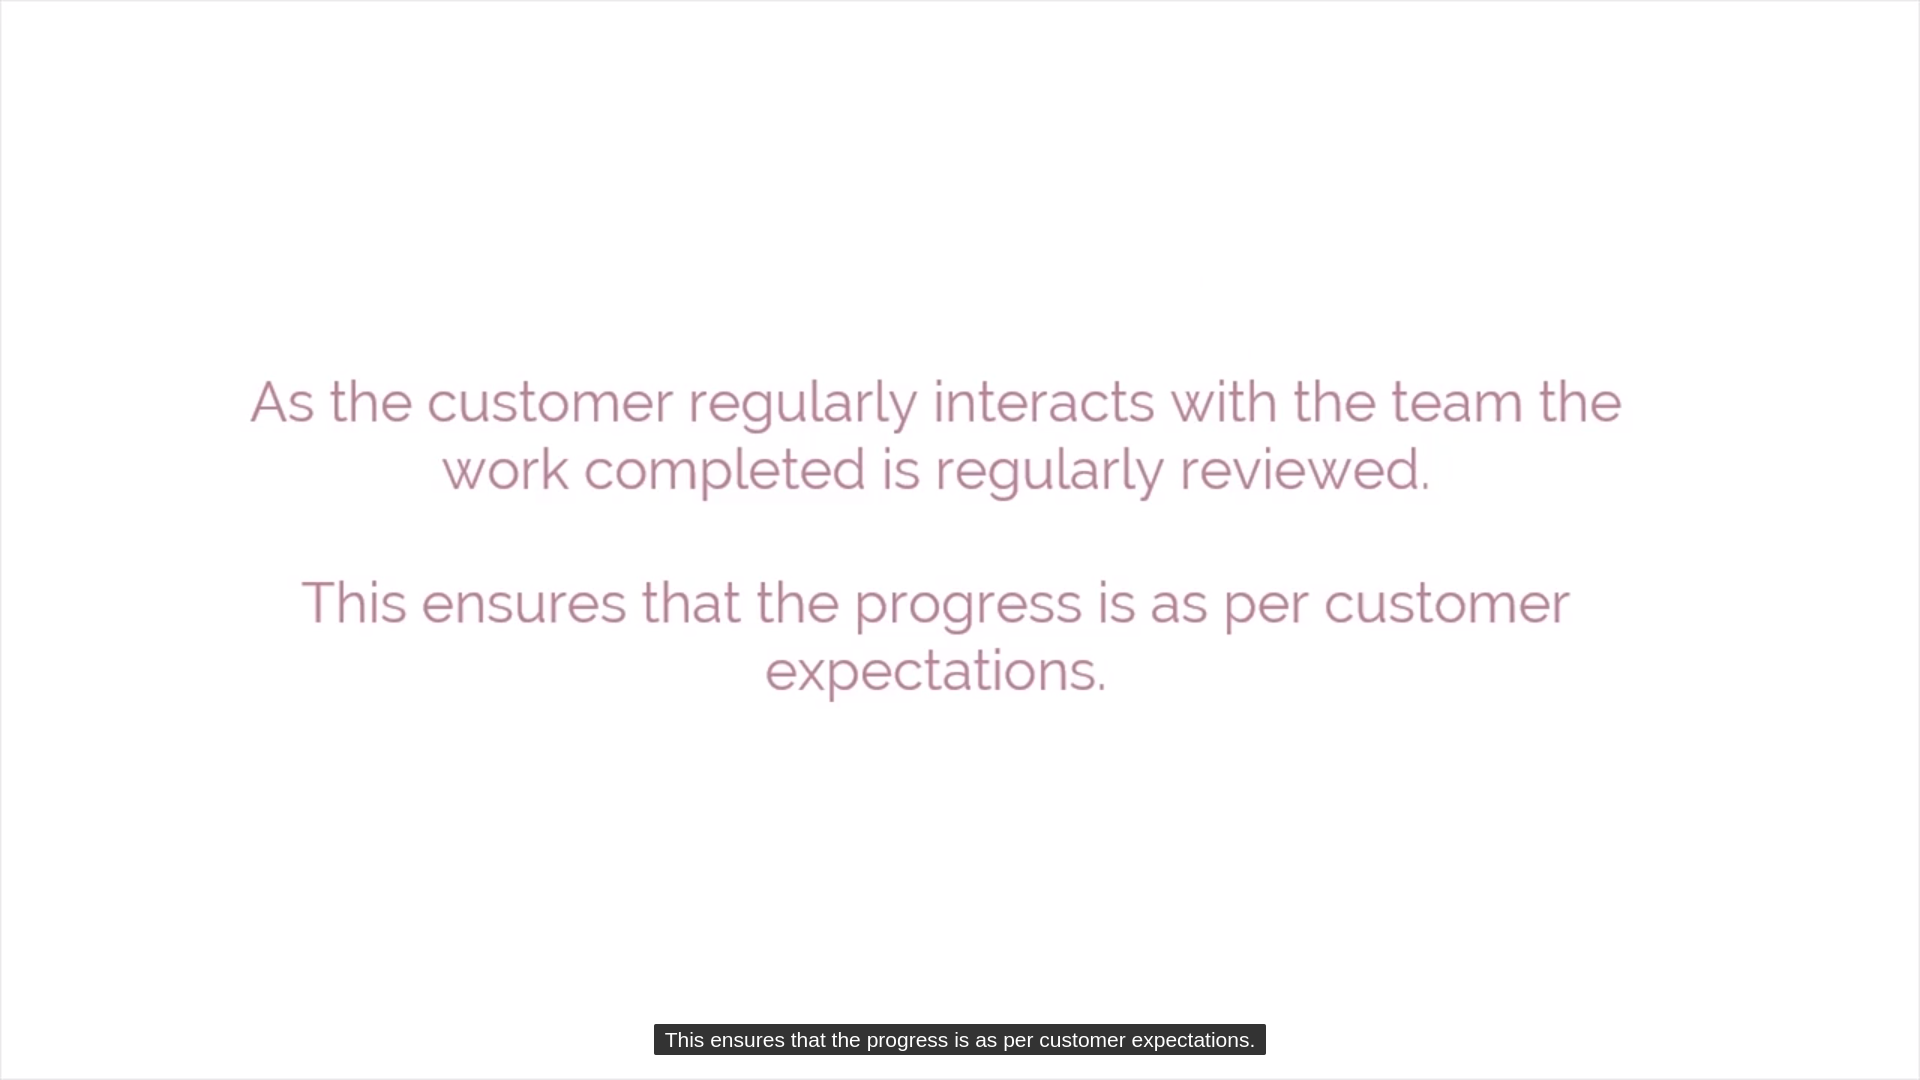 As the customer regularly interacts with the team the
work completed is regularly reviewed.
This ensures that the progress is as per customer
expectations.
This ensures that the progress is as per customer expectations.